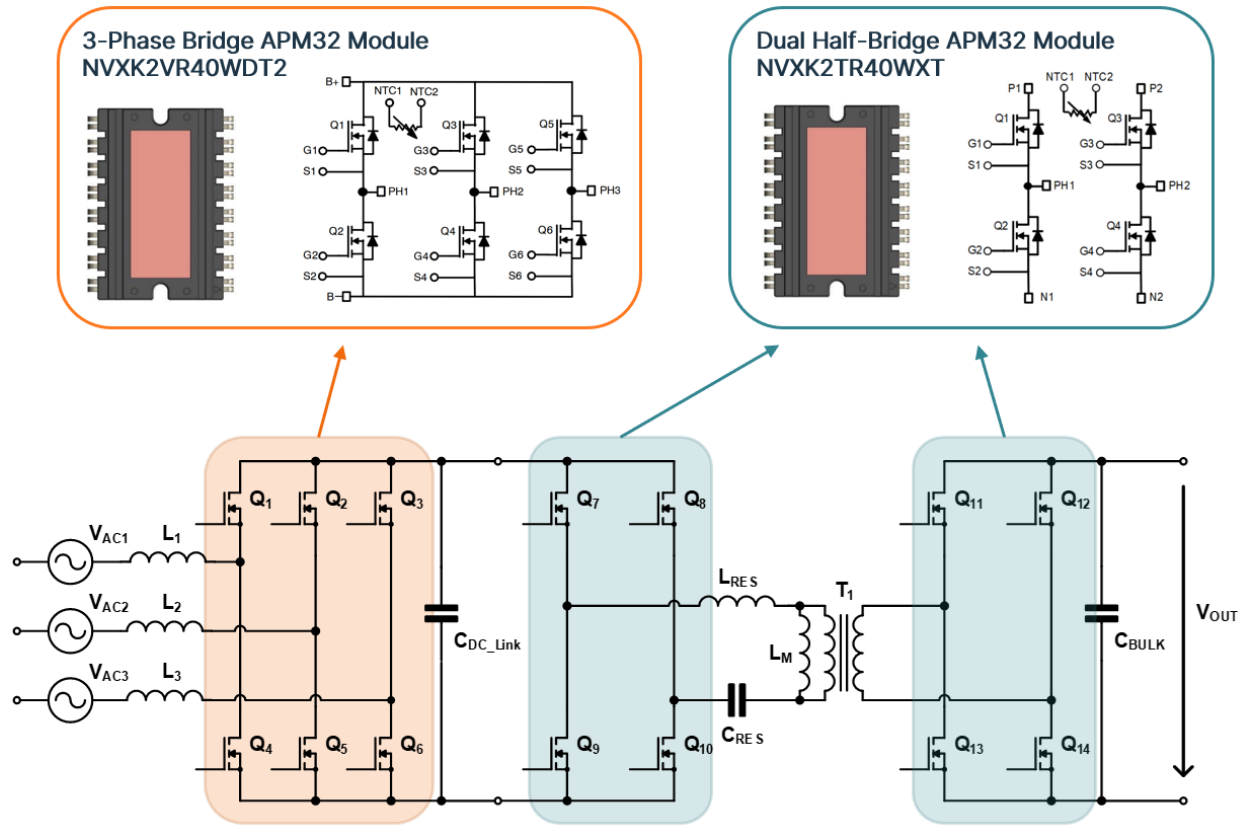 3-Phase Bridge APM32 Module
NVXK2VR40WDT2
B+
NTC1 NTC2
Q1
Q3
Q5
G1
G3
G5
S1
S3
S5
PH1
PH2
PH3
Q2
Q4
Q6
G2
G4
G6
S2
S4
S6
B-
Dual Half-Bridge APM32 Module
NVXK2TR40WXT
NTC1 NTC2
P1
P2
Q1
Q3
G1
G3
S1
S3
PH1
PH2
Q2
Q4
G2
G4
S2
S4
N1
N2
Q1
Q2
Q3
Q7
Q8
Q11
Q12
VAC1
L1
VAC2
L2
VAC3
L3
CDC_Link
LRES
T1
LM
CRES
CBULK
VOUT
Q4
Q5
Q6
Q9
Q10
Q13
Q14